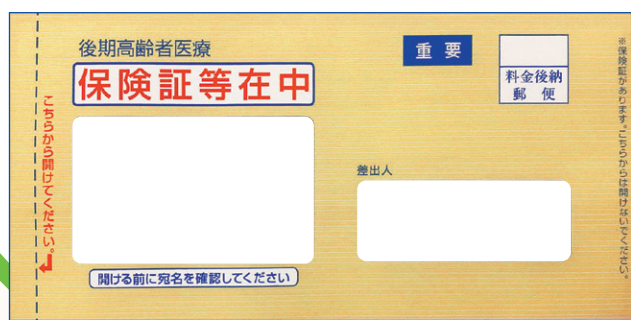 後期高齢者医療
保険証等在中
重要
料金後納
郵便
※保険証があります。こちらからは開けないでください。
こちらから開けてください。
差出人
開ける前に宛名を確認してください